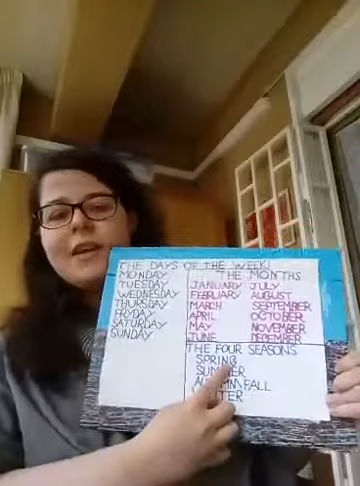 THE DAYS OF THE WEEK!
MONDAY
TUESDAY
WEDNESDAY
THURSDAY
FRYDAY
SATURDAY
SUNDAY
THE MONTHS
JANUARY JULY
FEBRUARY AUGUST
MARCH SEPTEMBER
APRIL OCTOBER
MAY NOVEMBER
JUNE DECEMBER
THE FOUR SEASONS
SPRING
SUMMER
FALL